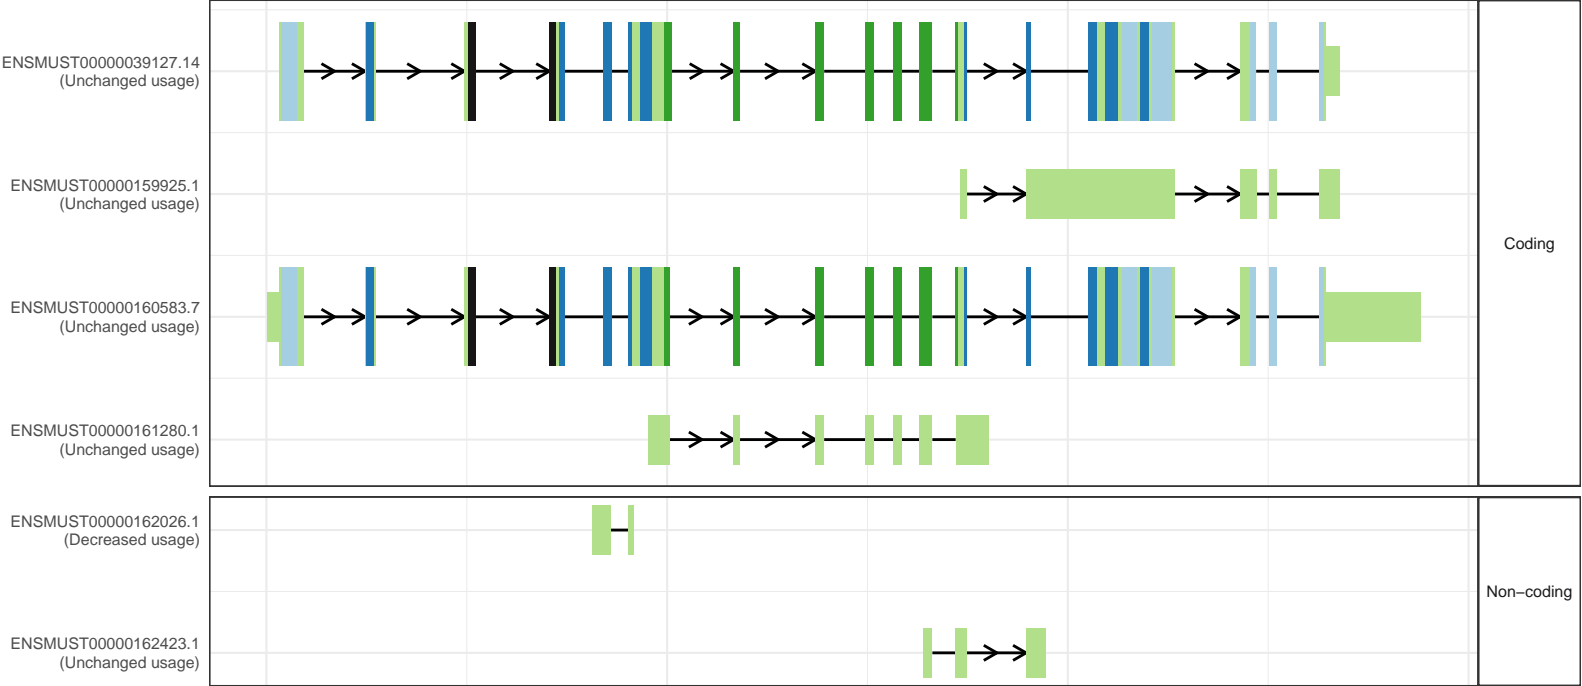 ENSMUST00000039127.14
(Unchanged usage)
ENSMUST00000159925.1
(Unchanged usage)
ENSMUST00000160583.7
(Unchanged usage)
ENSMUST00000161280.1
(Unchanged usage)
Coding
ENSMUST00000162026.1
(Decreased usage)
ENSMUST00000162423.1
(Unchanged usage)
Non−coding